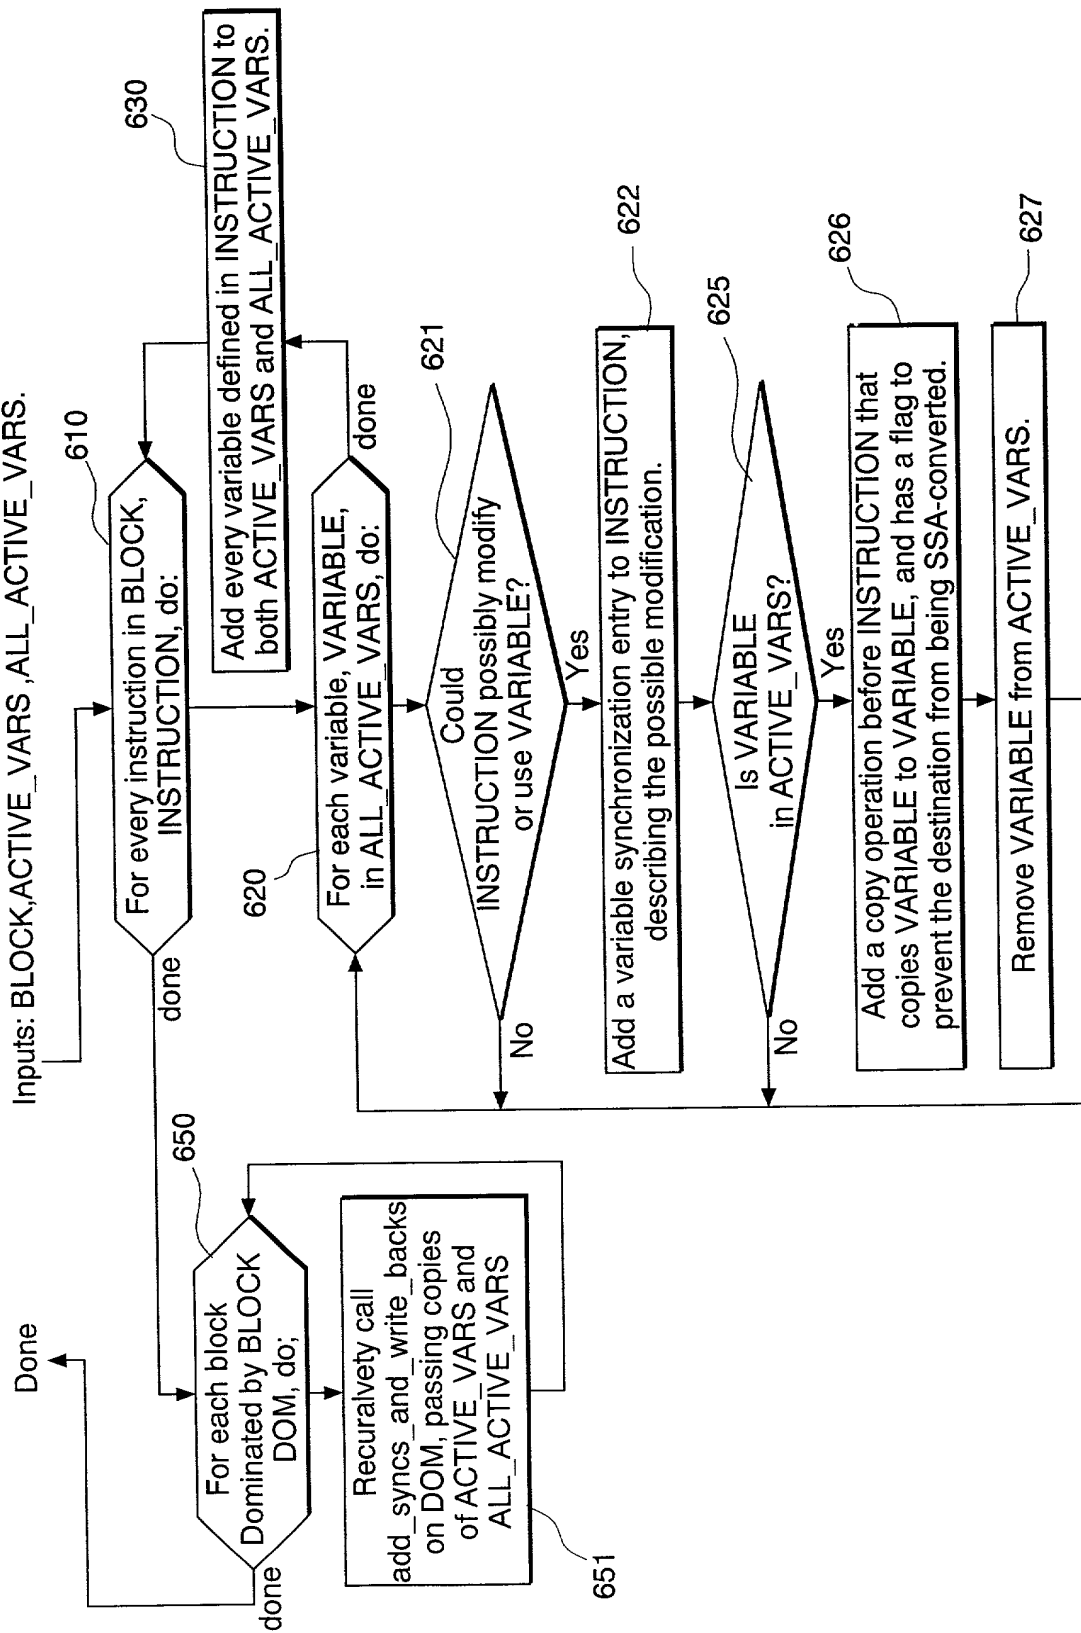 Inputs: BLOCK,ACTIVE_VARS ,ALL_ACTIVE_VARS.
610
For every instruction in BLOCK,
INSTRUCTION, do:
done
630
Add every variable defined in INSTRUCTION to
both ACTIVE_VARS and ALL_ACTIVE_VARS.
620
For each variable, VARIABLE,
in ALL_ACTIVE_VARS, do:
done
621
Could
INSTRUCTION possibly modify
or use VARIABLE?
No
Yes
622
Add a variable synchronization entry to INSTRUCTION,
describing the possible modification.
625
Is VARIABLE
in ACTIVE_VARS?
No
Yes
626
Add a copy operation before INSTRUCTION that
copies VARIABLE to VARIABLE, and has a flag to
prevent the destination from being SSA-converted.
627
Remove VARIABLE from ACTIVE_VARS.
Done
650
For each block
Dominated by BLOCK
DOM, do;
done
Recuralvety call
add_syncs_and_write_backs
on DOM, passing copies
of ACTIVE_VARS and
ALL_ACTIVE_VARS
651